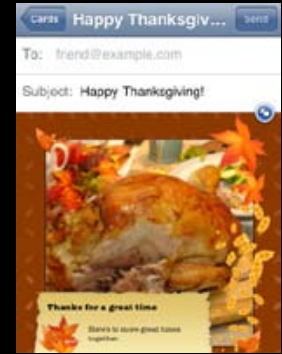 Cards Happy Thanksgiv... Send
To: friend@example.com
Subject: Happy Thanksgiving!
Thanks for a great time
Here's to more great times
together.